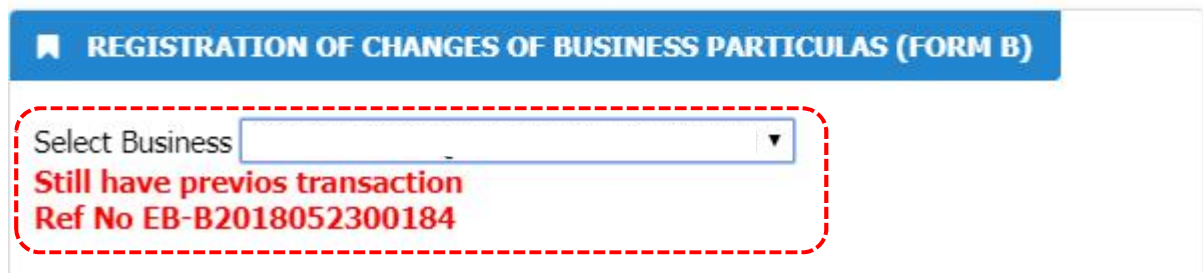 REGISTRATION OF CHANGES OF BUSINESS PARTICULAS (FORM B)
Select Business
Still have previos transaction
Ref No EB-B2018052300184